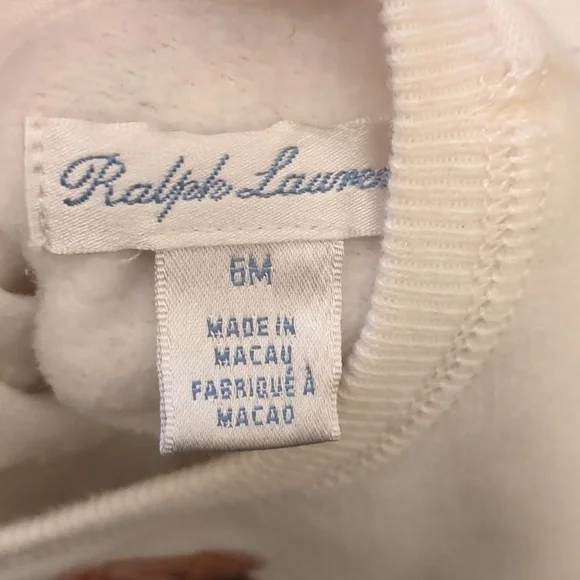 Ralph Lauren
6M
MADE IN
MACAU
FABRIQUÉ À
MACAO